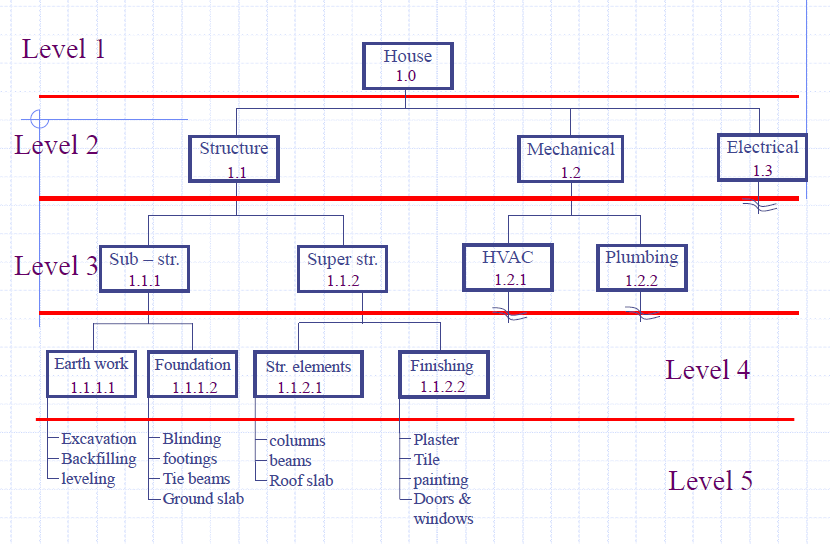 Level 1
House
1.0
Level 2
Structure
1.1
Mechanical
1.2
Electrical
1.3
Level 3
Sub – str.
1.1.1
Super str.
1.1.2
HVAC
1.2.1
Plumbing
1.2.2
Level 4
Earth work
1.1.1.1
Foundation
1.1.1.2
Str. elements
1.1.2.1
Finishing
1.1.2.2
Level 5
Excavation
Backfilling
leveling
Blinding
footings
Tie beams
Ground slab
columns
beams
Roof slab
Plaster
Tile
painting
Doors &
windows